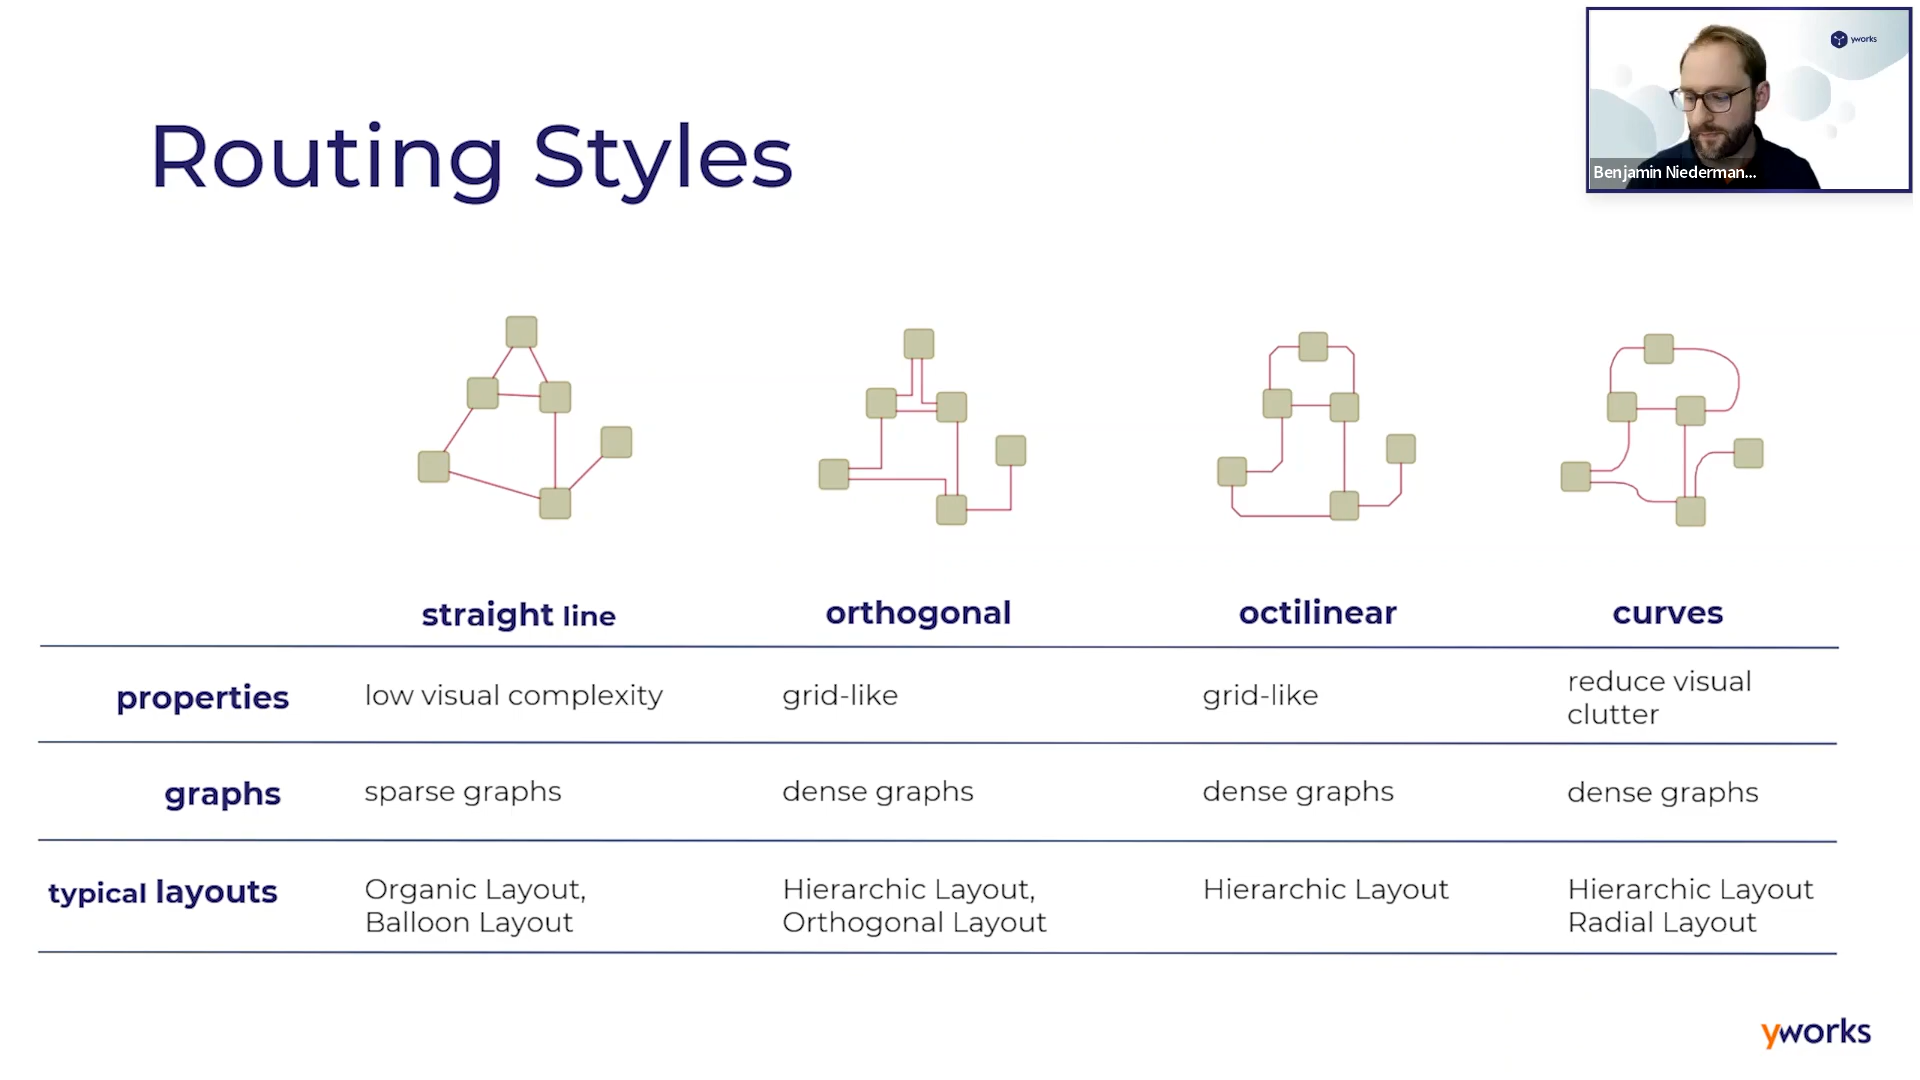 yworks
Benjamin Niederman...
Routing Styles
straight line orthogonal octilinear curves
properties low visual complexity grid-like grid-like reduce visual
clutter
graphs sparse graphs dense graphs dense graphs dense graphs
typical layouts Organic Layout, Hierarchic Layout, Hierarchic Layout Hierarchic Layout
Balloon Layout Orthogonal Layout Radial Layout
yworks